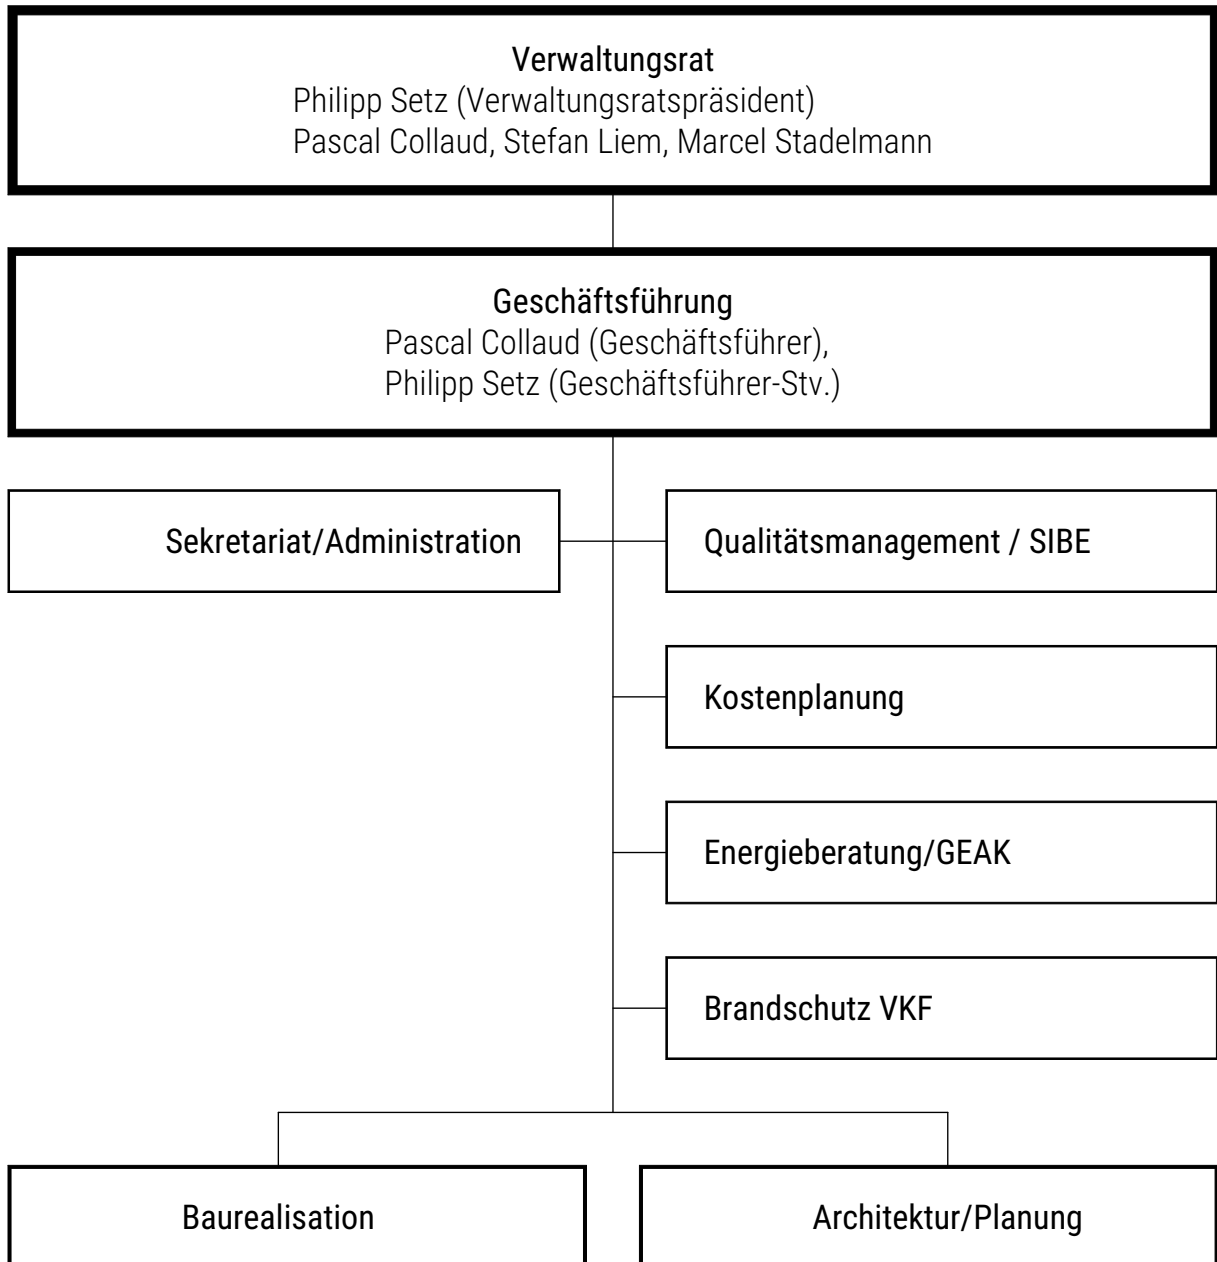 Verwaltungsrat
Philipp Setz (Verwaltungsratspräsident)
Pascal Collaud, Stefan Liem, Marcel Stadelmann
Geschäftsführung
Pascal Collaud (Geschäftsführer),
Philipp Setz (Geschäftsführer-Stv.)
Sekretariat/Administration
Qualitätsmanagement / SIBE
Kostenplanung
Energieberatung/GEAK
Brandschutz VKF
Baurealisation
Architektur/Planung